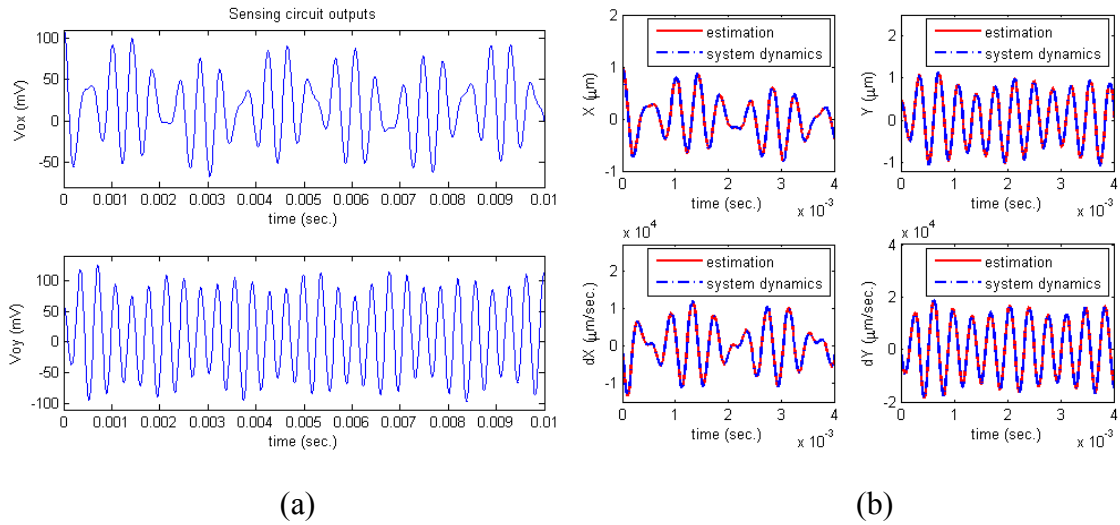 Sensing circuit outputs
Vox (mV)
100
50
0
-50
0 0.001 0.002 0.003 0.004 0.005 0.006 0.007 0.008 0.009 0.01
time (sec.)
Voy (mV)
100
50
0
-50
-100
0 0.001 0.002 0.003 0.004 0.005 0.006 0.007 0.008 0.009 0.01
time (sec.)
(a)
estimation
system dynamics
X (μm)
2
1
0
-1
0 1 2 3 4
time (sec.)
x 10⁻³
estimation
system dynamics
Y (μm)
2
1
0
-1
0 1 2 3 4
time (sec.)
x 10⁻³
x 10⁴
estimation
system dynamics
dX (μm/sec.)
2
1
0
-1
0 1 2 3 4
time (sec.)
x 10⁻³
x 10⁴
estimation
system dynamics
dY (μm/sec.)
4
2
0
-2
0 1 2 3 4
time (sec.)
x 10⁻³
(b)